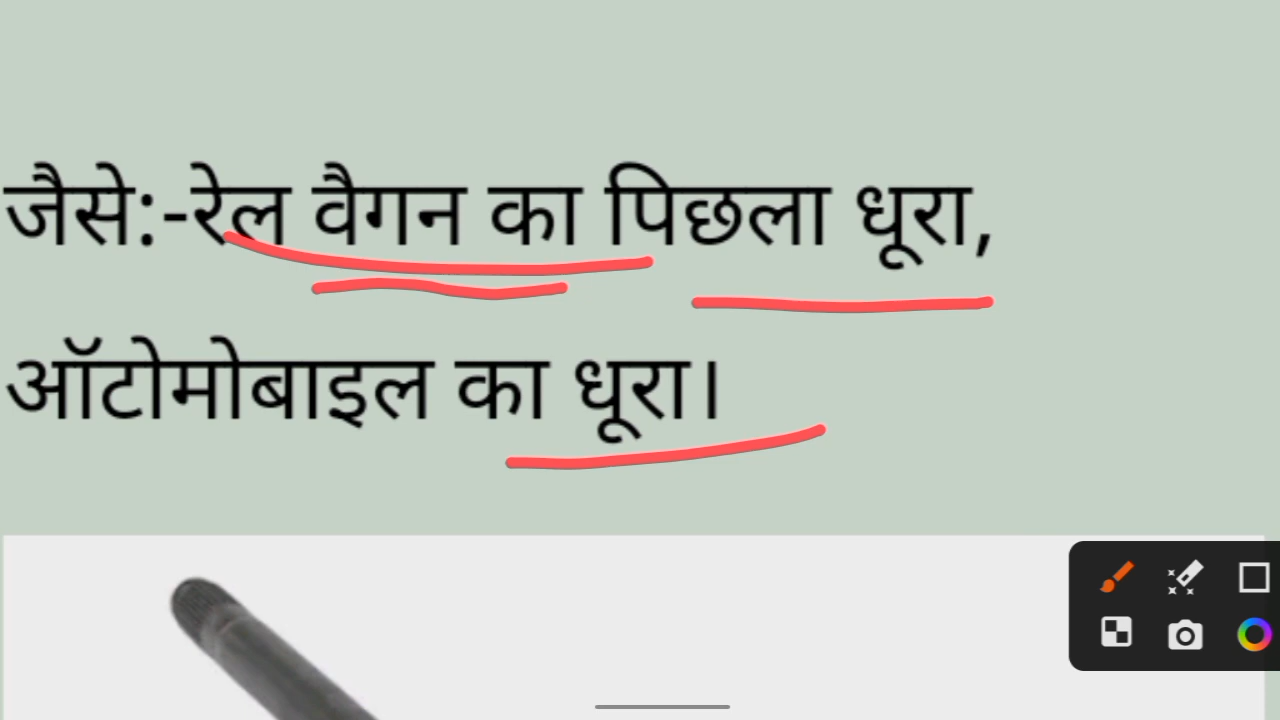 जैसे:-रेल वैगन का पिछला धूरा,
ऑटोमोबाइल का धूरा।